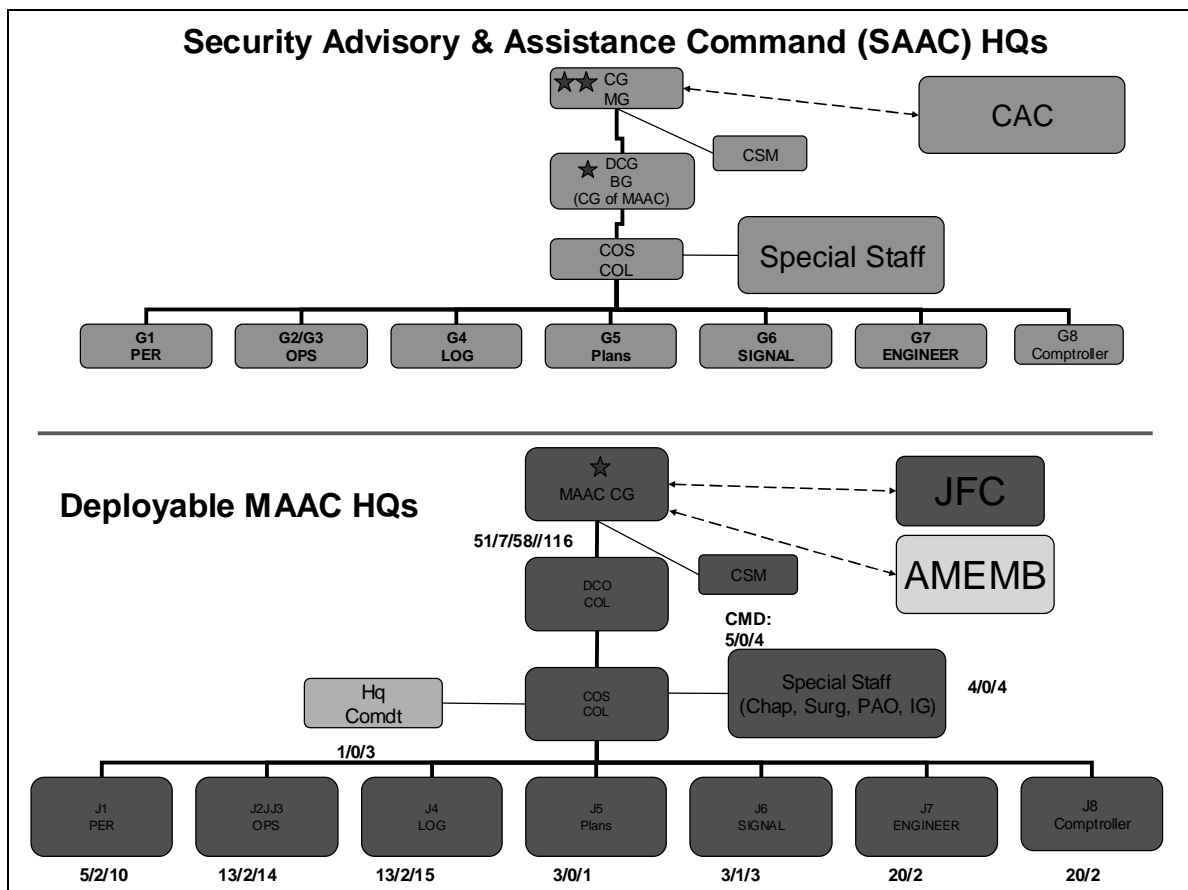 Security Advisory & Assistance Command (SAAC) HQs
CG
MG
CAC
CSM
DCG
BG
(CG of MAAC)
COS
COL
Special Staff
G1
PER
G2/G3
OPS
G4
LOG
G5
Plans
G6
SIGNAL
G7
ENGINEER
G8
Comptroller
Deployable MAAC HQs
MAAC CG
JFC
51/7/58//116
AMEMB
DCO
COL
CSM
CMD:
5/0/4
Hq
Comdt
COS
COL
Special Staff
(Chap, Surg, PAO, IG)
4/0/4
1/0/3
J1
PER
J2JJ3
OPS
J4
LOG
J5
Plans
J6
SIGNAL
J7
ENGINEER
J8
Comptroller
5/2/10
13/2/14
13/2/15
3/0/1
3/1/3
20/2
20/2